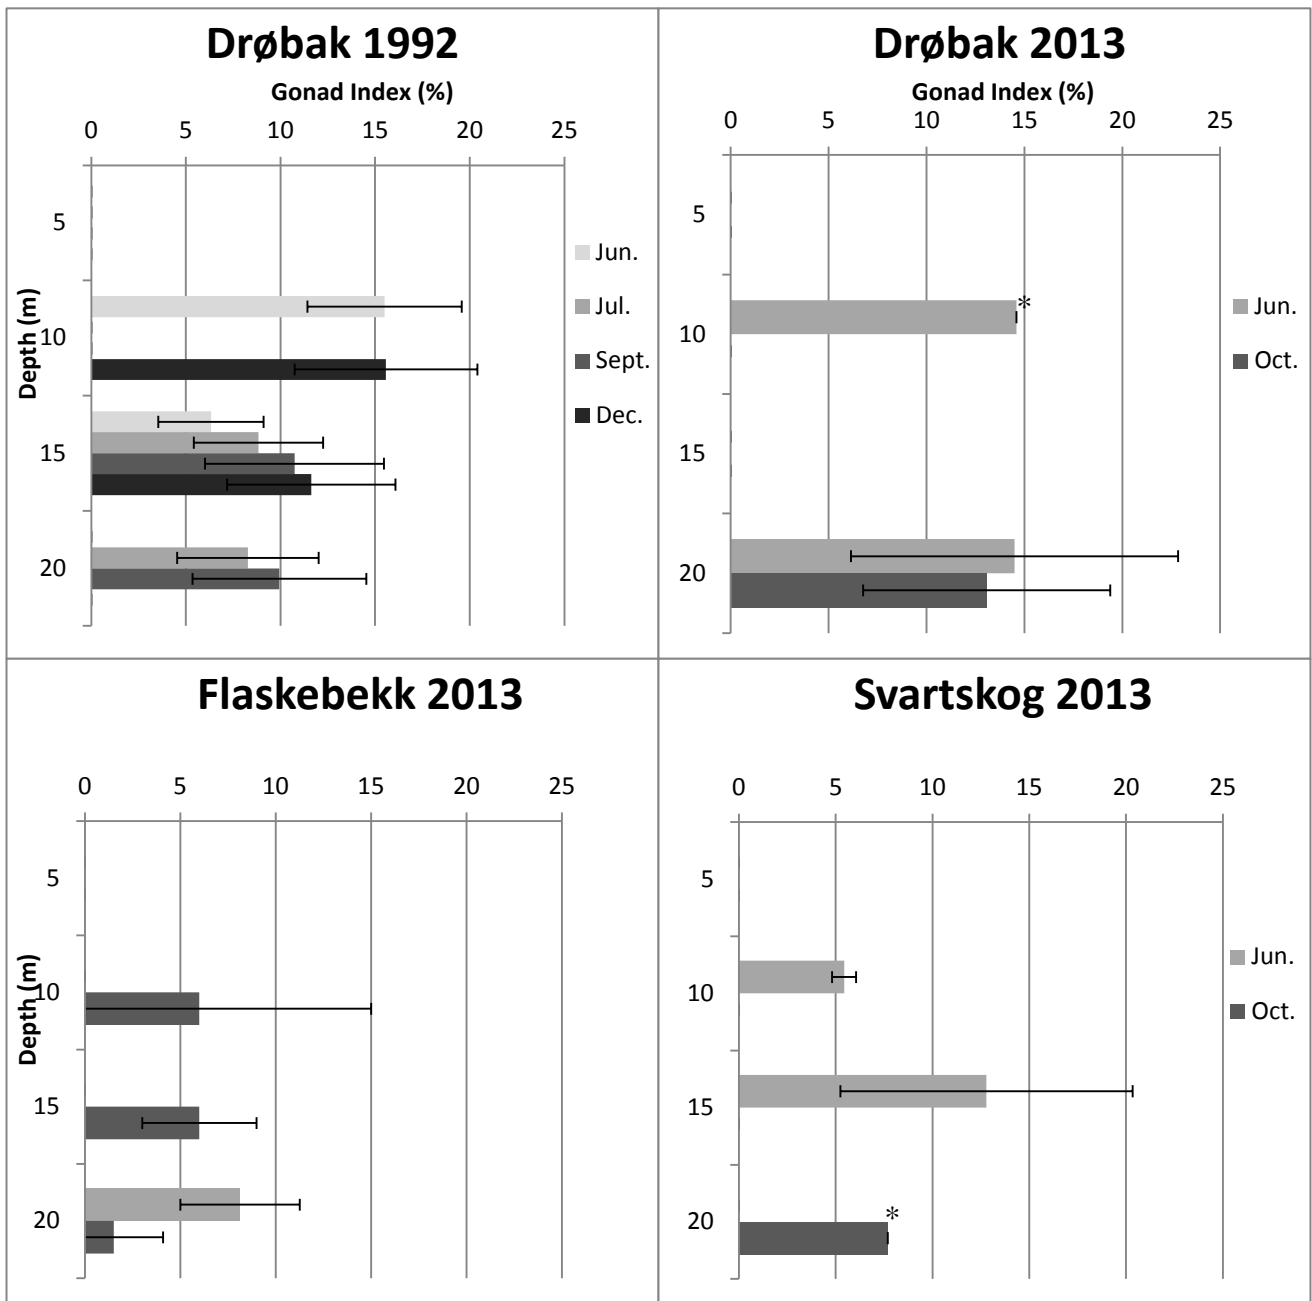 Drøbak 1992
Gonad Index (%)
0 5 10 15 20 25
Depth (m)
5
10
15
20
Jun.
Jul.
Sept.
Dec.
Drøbak 2013
Gonad Index (%)
0 5 10 15 20 25
5
10
15
20
*
Jun.
Oct.
Flaskebekk 2013
0 5 10 15 20 25
Depth (m)
5
10
15
20
Svartskog 2013
0 5 10 15 20 25
5
10
15
20
*
Jun.
Oct.